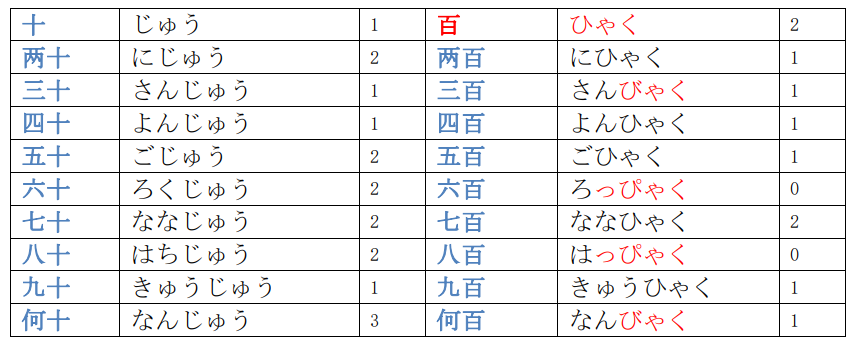 十 じゅう 1 百 ひゃく 2
两十 にじゅう 2 两百 にひゃく 1
三十 さんじゅう 1 三百 さんびゃく 1
四十 よんじゅう 1 四百 よんひゃく 1
五十 ごじゅう 2 五百 ごひゃく 1
六十 ろくじゅう 2 六百 ろっぴゃく 0
七十 ななじゅう 2 七百 ななひゃく 2
八十 はちじゅう 2 八百 はっぴゃく 0
九十 きゅうじゅう 1 九百 きゅうひゃく 1
何十 なんじゅう 3 何百 なんびゃく 1